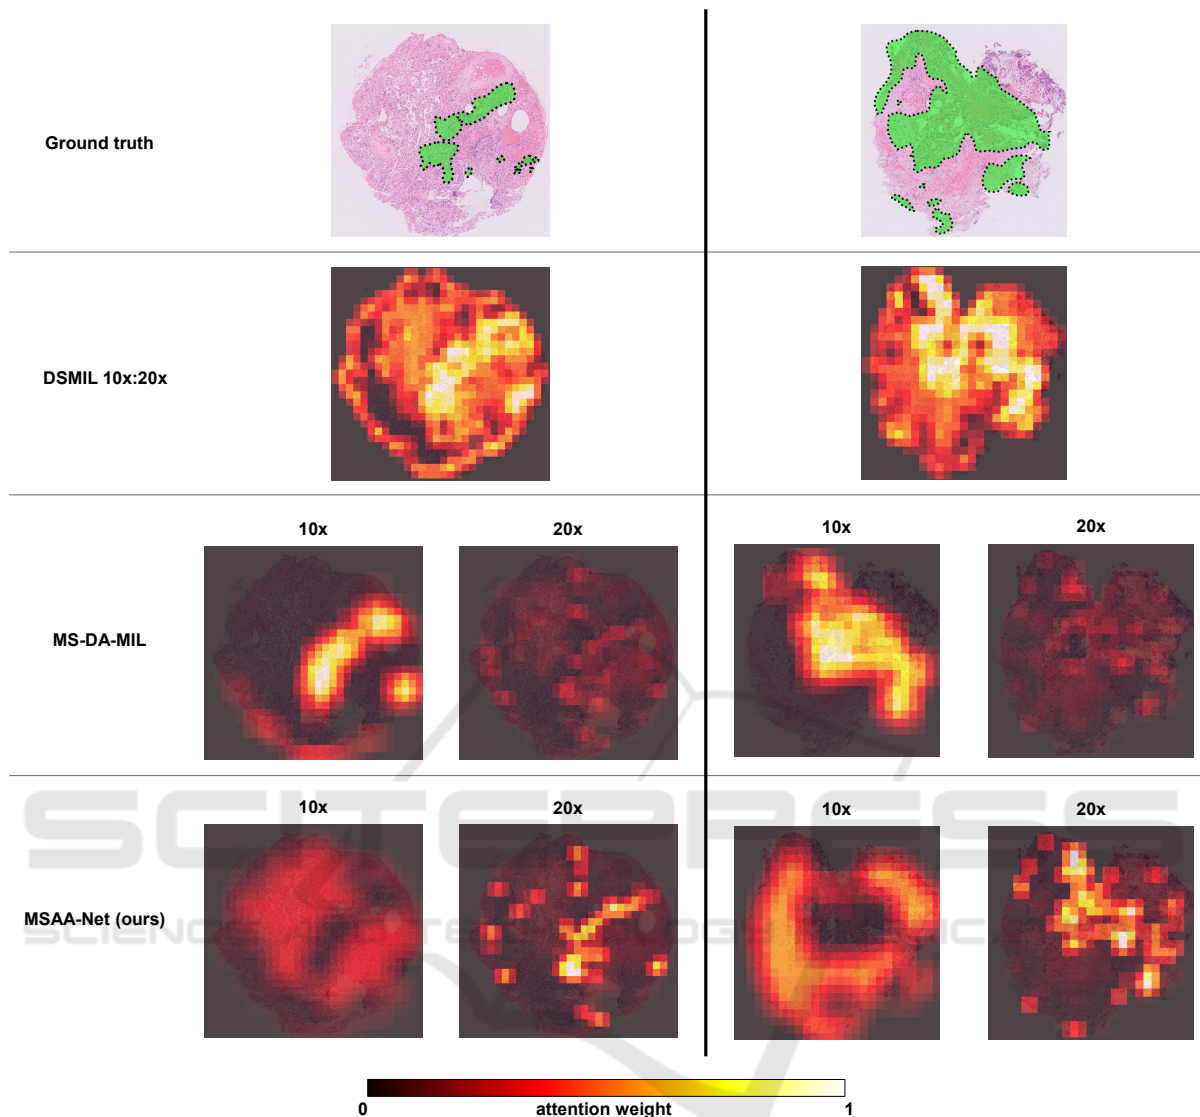 Ground truth
DSMIL 10x:20x
10x
20x
10x
20x
MS-DA-MIL
10x
20x
10x
20x
SCITEPRESS
MSAA-Net (ours)
0
attention weight
1